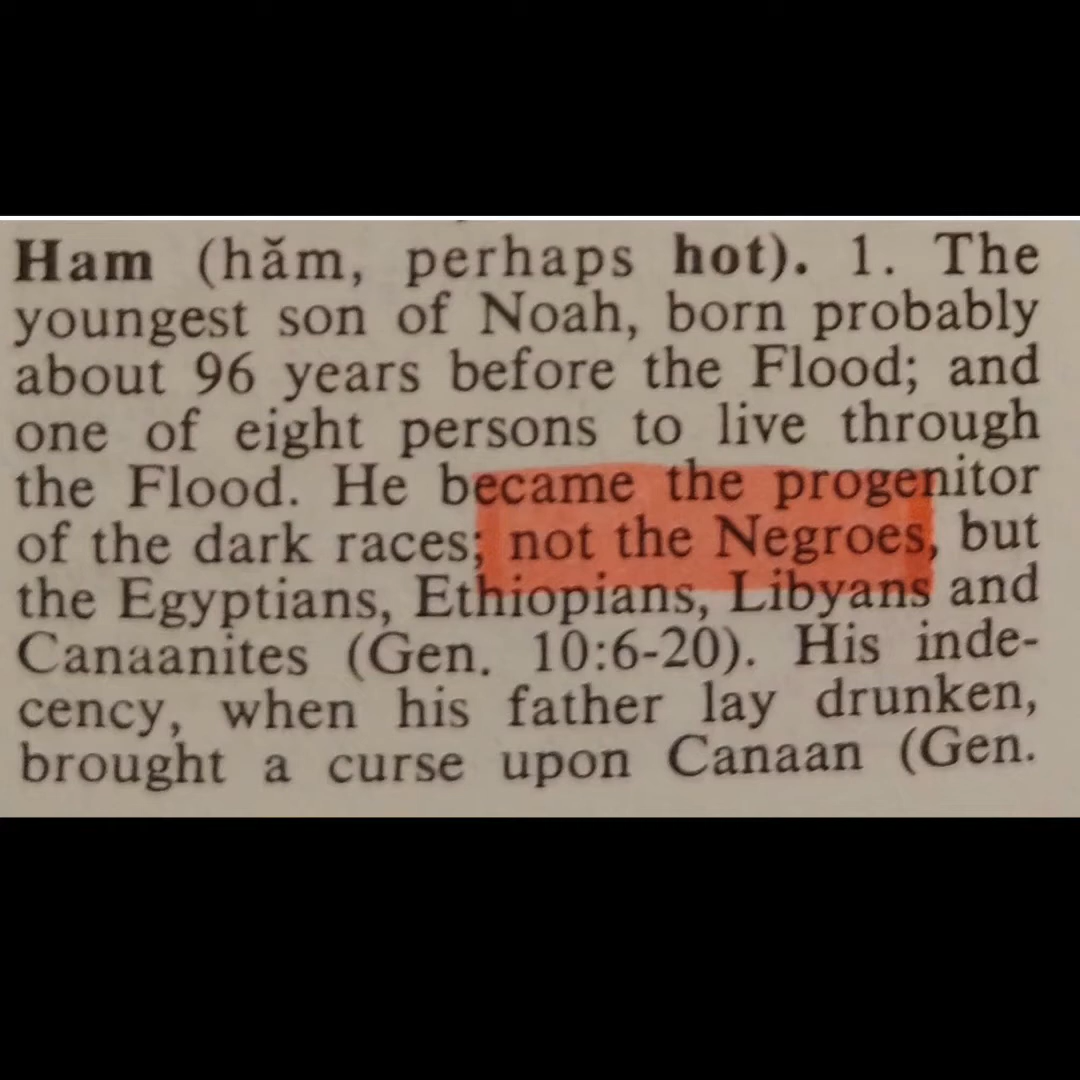 Ham (hăm, perhaps hot). 1. The
youngest son of Noah, born probably
about 96 years before the Flood; and
one of eight persons to live through
the Flood. He became the progenitor
of the dark races; not the Negroes, but
the Egyptians, Ethiopians, Libyans and
Canaanites (Gen. 10:6-20). His inde-
cency, when his father lay drunken,
brought a curse upon Canaan (Gen.